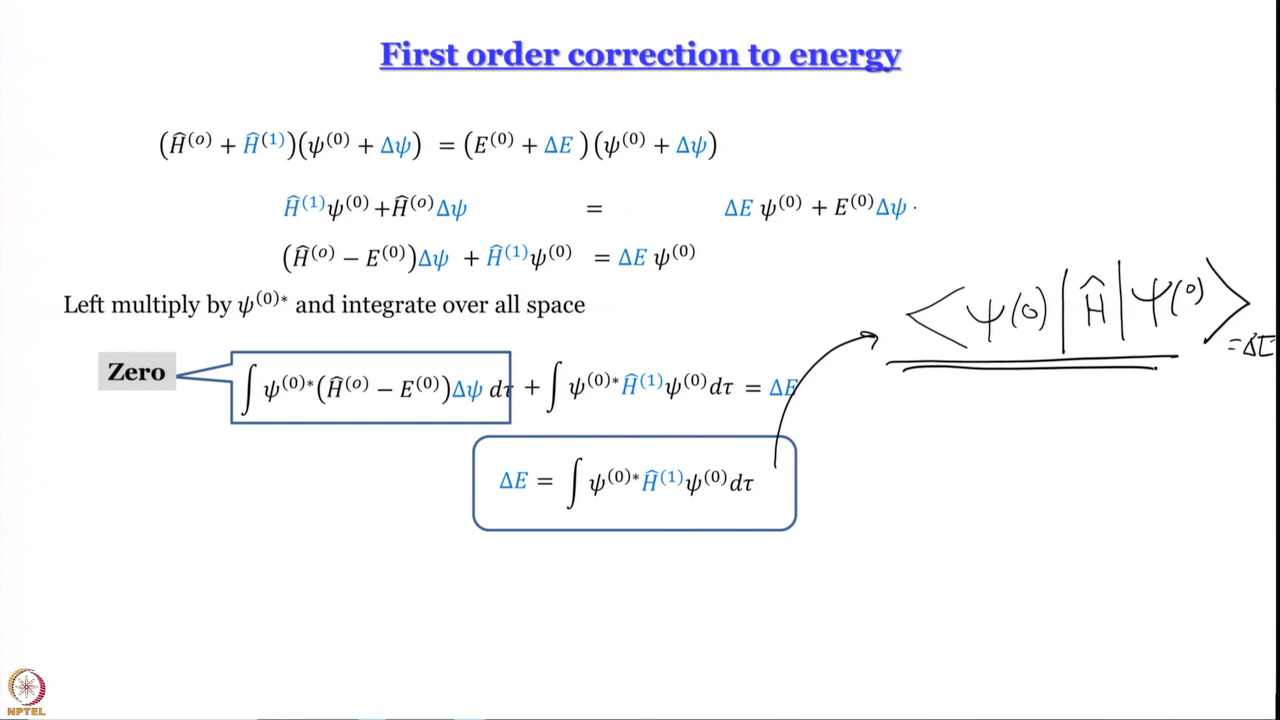 First order correction to energy
(Ĥ⁽ᵒ⁾ + Ĥ⁽¹⁾)(ψ⁽⁰⁾ + Δψ) = (E⁽⁰⁾ + ΔE )(ψ⁽⁰⁾ + Δψ)
Ĥ⁽¹⁾ψ⁽⁰⁾+Ĥ⁽ᵒ⁾Δψ = ΔE ψ⁽⁰⁾ + E⁽⁰⁾Δψ ·
(Ĥ⁽ᵒ⁾ − E⁽⁰⁾)Δψ + Ĥ⁽¹⁾ψ⁽⁰⁾ = ΔE ψ⁽⁰⁾
Left multiply by ψ⁽⁰⁾* and integrate over all space
<ψ(0)|Ĥ|ψ(0)>
=ΔE
Zero
∫ψ⁽⁰⁾*(Ĥ⁽ᵒ⁾ − E⁽⁰⁾)Δψ dτ + ∫ψ⁽⁰⁾*Ĥ⁽¹⁾ψ⁽⁰⁾dτ = ΔE
ΔE = ∫ψ⁽⁰⁾*Ĥ⁽¹⁾ψ⁽⁰⁾dτ
NPTEL